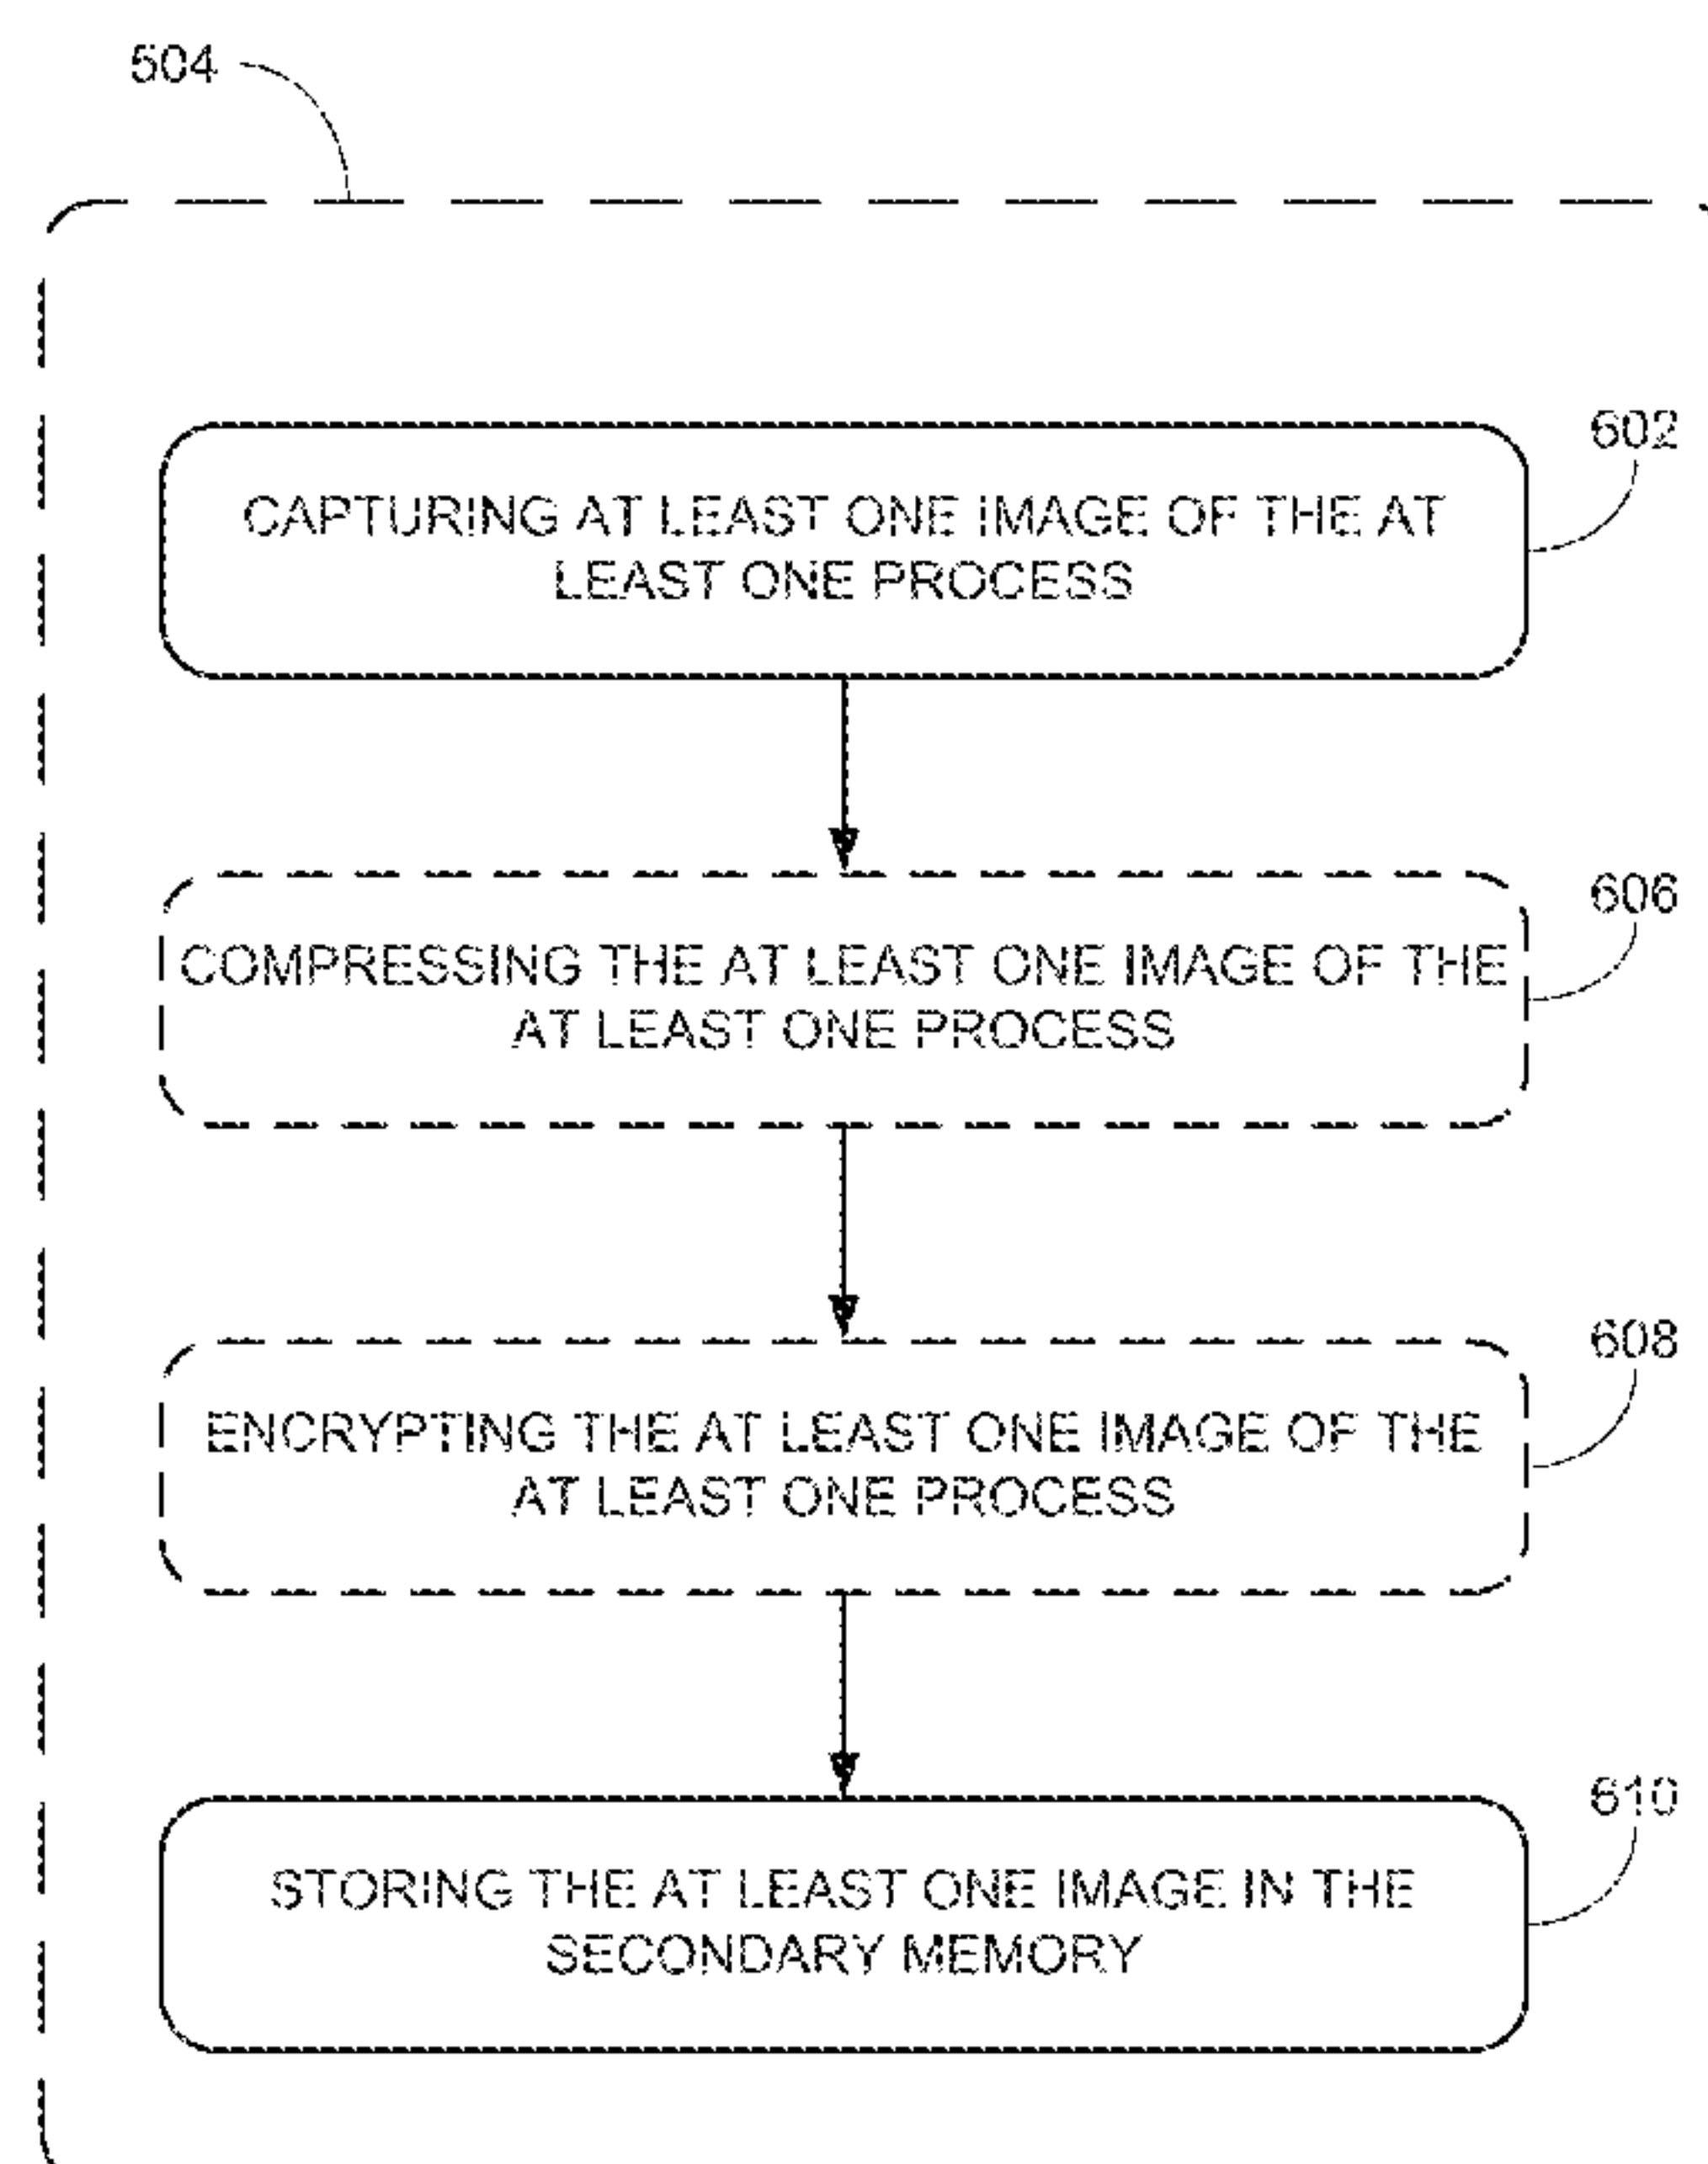 504
602
CAPTURING AT LEAST ONE IMAGE OF THE AT
LEAST ONE PROCESS
606
COMPRESSING THE AT LEAST ONE IMAGE OF THE
AT LEAST ONE PROCESS
608
ENCRYPTING THE AT LEAST ONE IMAGE OF THE
AT LEAST ONE PROCESS
610
STORING THE AT LEAST ONE IMAGE IN THE
SECONDARY MEMORY